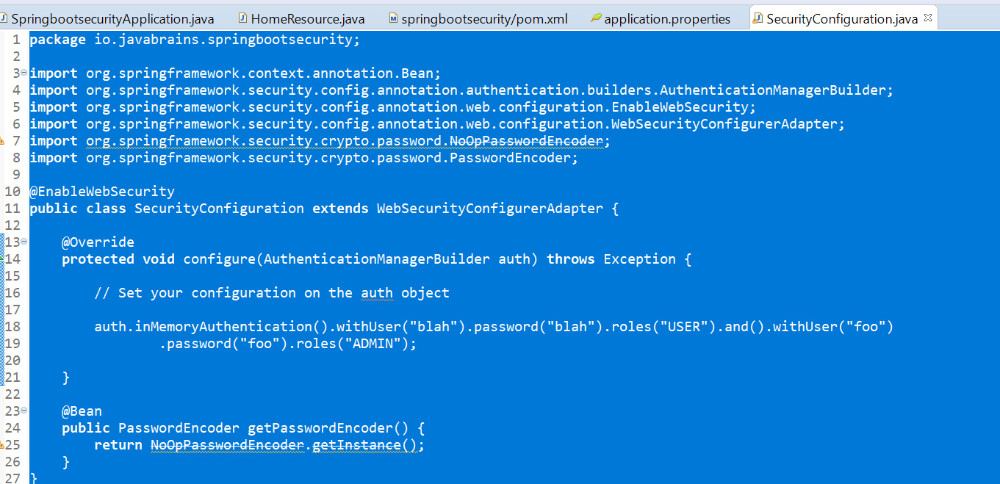 SpringbootsecurityApplication.java HomeResource.java springbootsecurity/pom.xml application.properties SecurityConfiguration.java
1 package io.javabrains.springbootsecurity;
2
3 import org.springframework.context.annotation.Bean;
4 import org.springframework.security.config.annotation.authentication.builders.AuthenticationManagerBuilder;
5 import org.springframework.security.config.annotation.web.configuration.EnableWebSecurity;
6 import org.springframework.security.config.annotation.web.configuration.WebSecurityConfigurerAdapter;
7 import org.springframework.security.crypto.password.NoOpPasswordEncoder;
8 import org.springframework.security.crypto.password.PasswordEncoder;
9
10 @EnableWebSecurity
11 public class SecurityConfiguration extends WebSecurityConfigurerAdapter {
12
13     @Override
14     protected void configure(AuthenticationManagerBuilder auth) throws Exception {
15
16         // Set your configuration on the auth object
17
18         auth.inMemoryAuthentication().withUser("blah").password("blah").roles("USER").and().withUser("foo")
19                 .password("foo").roles("ADMIN");
20
21     }
22
23     @Bean
24     public PasswordEncoder getPasswordEncoder() {
25         return NoOpPasswordEncoder.getInstance();
26     }
27 }